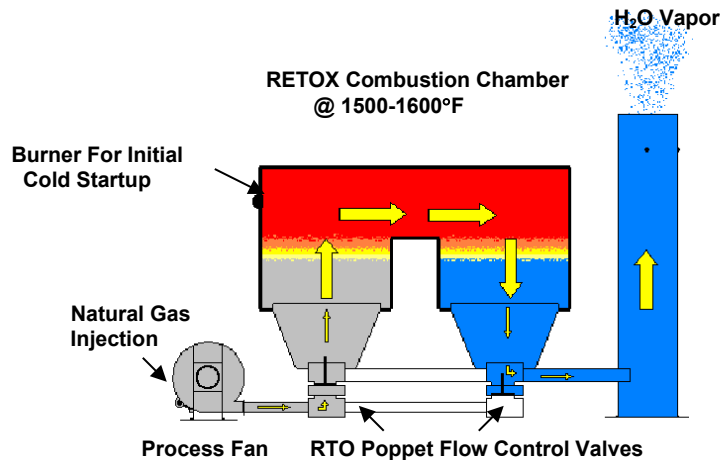 H₂O Vapor
RETOX Combustion Chamber
@ 1500-1600°F
Burner For Initial
Cold Startup
Natural Gas
Injection
Process Fan
RTO Poppet Flow Control Valves